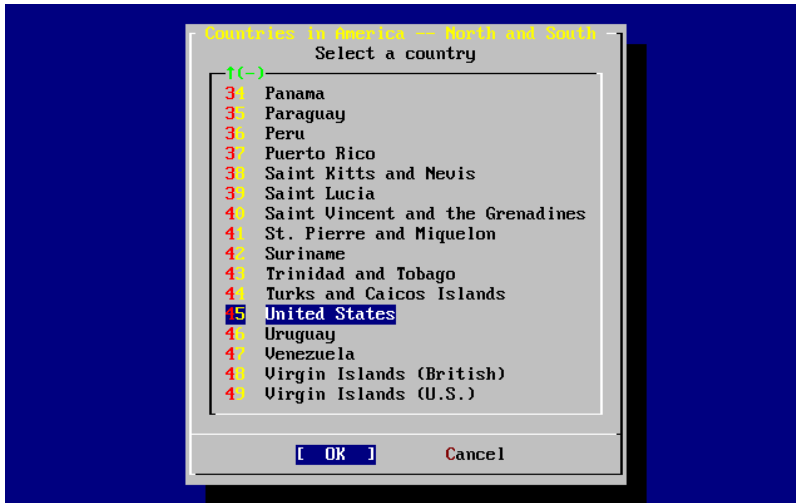 Countries in America -- North and South
Select a country
↑(-)
34 Panama
35 Paraguay
36 Peru
37 Puerto Rico
38 Saint Kitts and Nevis
39 Saint Lucia
40 Saint Vincent and the Grenadines
41 St. Pierre and Miquelon
42 Suriname
43 Trinidad and Tobago
44 Turks and Caicos Islands
45 United States
46 Uruguay
47 Venezuela
48 Virgin Islands (British)
49 Virgin Islands (U.S.)
[ OK ] Cancel